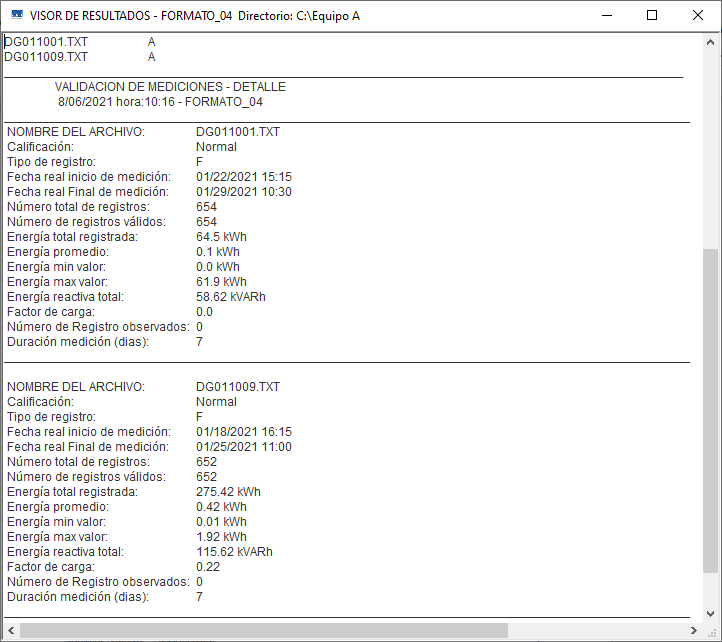 VISOR DE RESULTADOS - FORMATO_04 Directorio: C:\Equipo A
DG011001.TXT A
DG011009.TXT A
VALIDACION DE MEDICIONES - DETALLE
8/06/2021 hora:10:16 - FORMATO_04
NOMBRE DEL ARCHIVO: DG011001.TXT
Calificación: Normal
Tipo de registro: F
Fecha real inicio de medición: 01/22/2021 15:15
Fecha real Final de medición: 01/29/2021 10:30
Número total de registros: 654
Número de registros válidos: 654
Energía total registrada: 64.5 kWh
Energía promedio: 0.1 kWh
Energía min valor: 0.0 kWh
Energía max valor: 61.9 kWh
Energía reactiva total: 58.62 kVARh
Factor de carga: 0.0
Número de Registro observados: 0
Duración medición (dias): 7
NOMBRE DEL ARCHIVO: DG011009.TXT
Calificación: Normal
Tipo de registro: F
Fecha real inicio de medición: 01/18/2021 16:15
Fecha real Final de medición: 01/25/2021 11:00
Número total de registros: 652
Número de registros válidos: 652
Energía total registrada: 275.42 kWh
Energía promedio: 0.42 kWh
Energía min valor: 0.01 kWh
Energía max valor: 1.92 kWh
Energía reactiva total: 115.62 kVARh
Factor de carga: 0.22
Número de Registro observados: 0
Duración medición (dias): 7